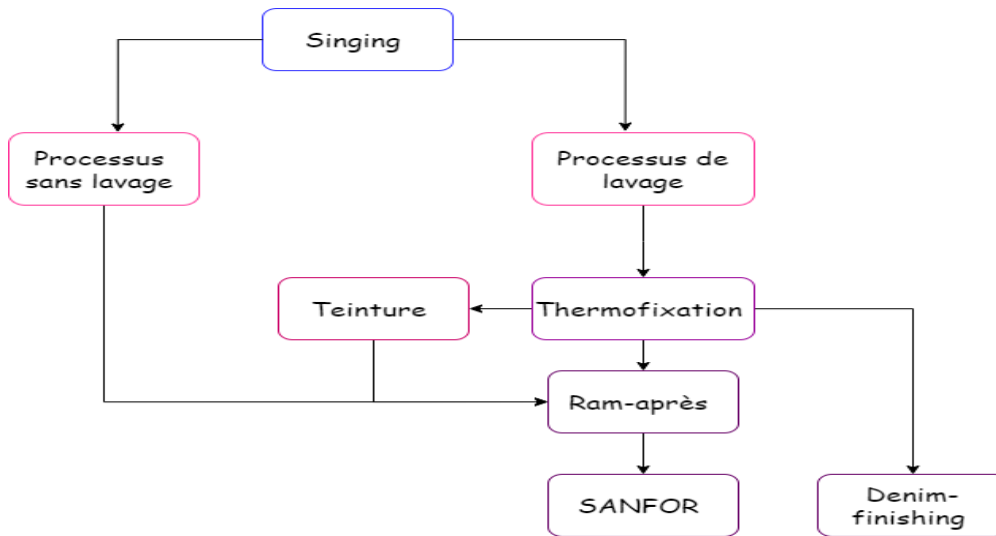 Singing
Processus
sans lavage
Processus de
lavage
Teinture
Thermofixation
Ram-après
SANFOR
Denim-
finishing